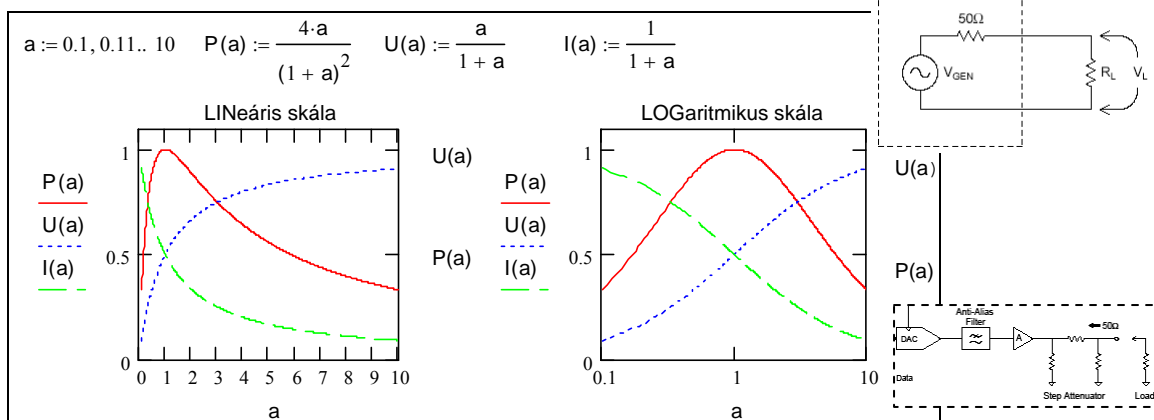 a := 0.1, 0.11.. 10 P(a) := 4·a / (1 + a)^2 U(a) := a / 1 + a I(a) := 1 / 1 + a
50Ω
V_GEN
R_L
V_L
LINeáris skála
P(a)
U(a)
I(a)
1
0.5
0
0 1 2 3 4 5 6 7 8 9 10
a
U(a)
P(a)
LOGaritmikus skála
P(a)
U(a)
I(a)
1
0.5
0
0.1 1 10
a
U(a)
P(a)
Anti-Alias
Filter
50Ω
DAC
A
Data
Step Attenuator
Load